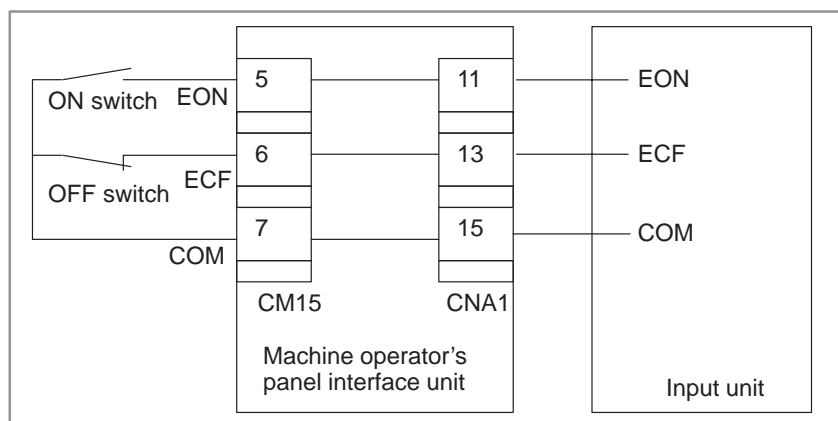 5
11
EON
ON switch
EON
6
13
ECF
ECF
OFF switch
7
15
COM
COM
CM15
CNA1
Machine operator's
panel interface unit
Input unit